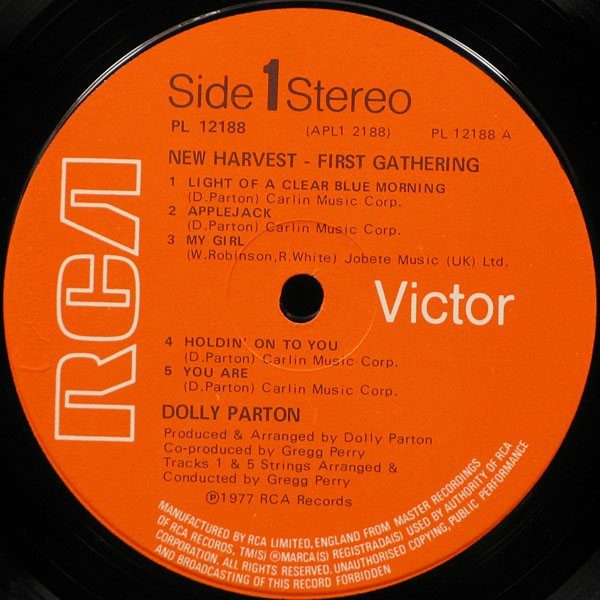 Side 1 Stereo
PL 12188 (APL1 2188) PL 12188 A
NEW HARVEST - FIRST GATHERING
1 LIGHT OF A CLEAR BLUE MORNING
(D.Parton) Carlin Music Corp.
2 APPLEJACK
(D.Parton) Carlin Music Corp.
3 MY GIRL
(W.Robinson,R.White) Jobete Music (UK) Ltd.
RCA
Victor
4 HOLDIN' ON TO YOU
(D.Parton) Carlin Music Corp.
5 YOU ARE
(D.Parton) Carlin Music Corp.
DOLLY PARTON
Produced & Arranged by Dolly Parton
Co-produced by Gregg Perry
Tracks 1 & 5 Strings Arranged &
Conducted by Gregg Perry
℗1977 RCA Records
MANUFACTURED BY RCA LIMITED, ENGLAND FROM MASTER RECORDINGS
OF RCA RECORDS. TM(S) ® MARCA(S) REGISTRADA(S) USED BY AUTHORITY OF RCA
CORPORATION. ALL RIGHTS RESERVED. UNAUTHORISED COPYING, PUBLIC PERFORMANCE
AND BROADCASTING OF THIS RECORD FORBIDDEN